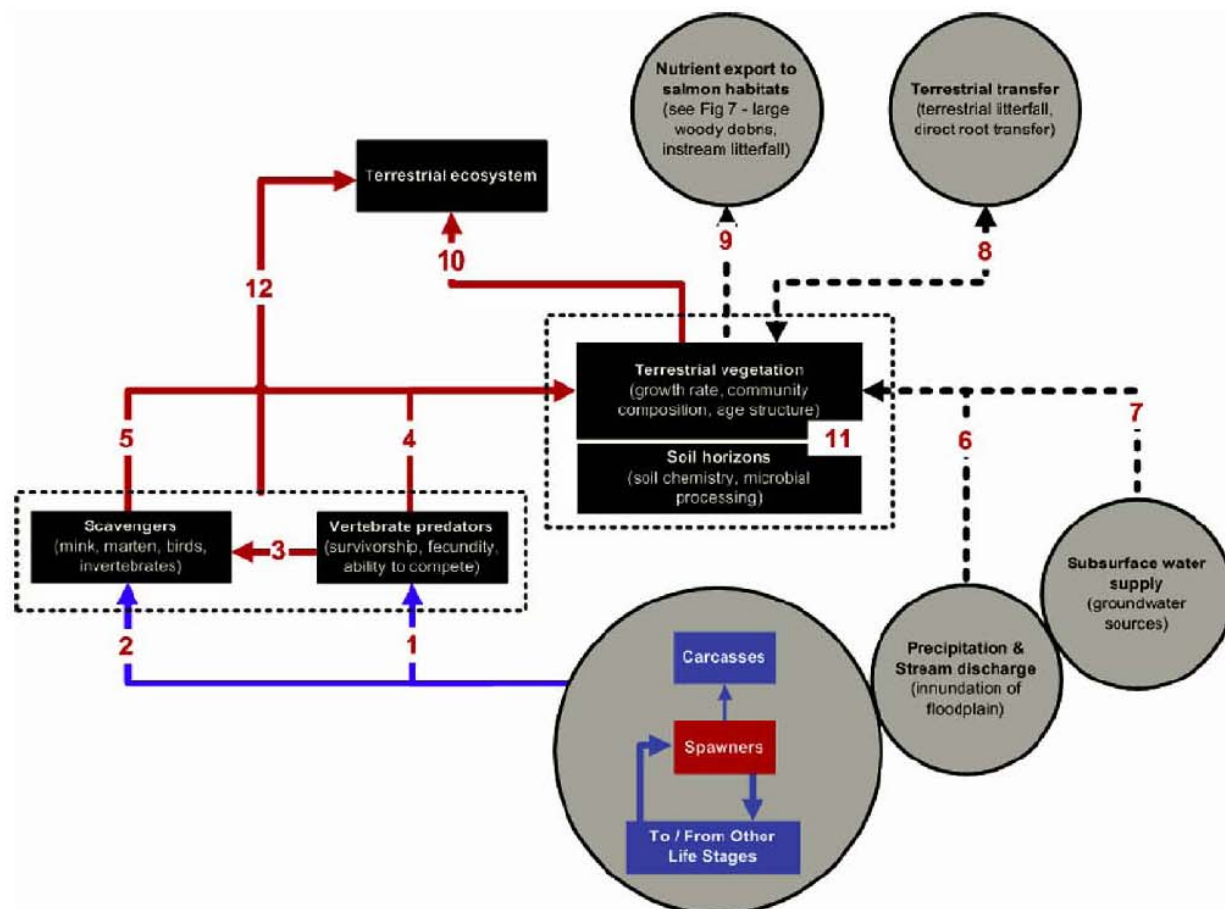 Nutrient export to
salmon habitats
(see Fig 7 - large
woody debris,
instream litterfall)
Terrestrial transfer
(terrestrial litterfall,
direct root transfer)
Terrestrial ecosystem
9
8
10
12
Terrestrial vegetation
(growth rate, community
composition, age structure)
11
Soil horizons
(soil chemistry, microbial
processing)
5
4
6
7
Scavengers
(mink, marten, birds,
invertebrates)
3
Vertebrate predators
(survivorship, fecundity,
ability to compete)
2
1
Subsurface water
supply
(groundwater
sources)
Precipitation &
Stream discharge
(innundation of
floodplain)
Carcasses
Spawners
To / From Other
Life Stages